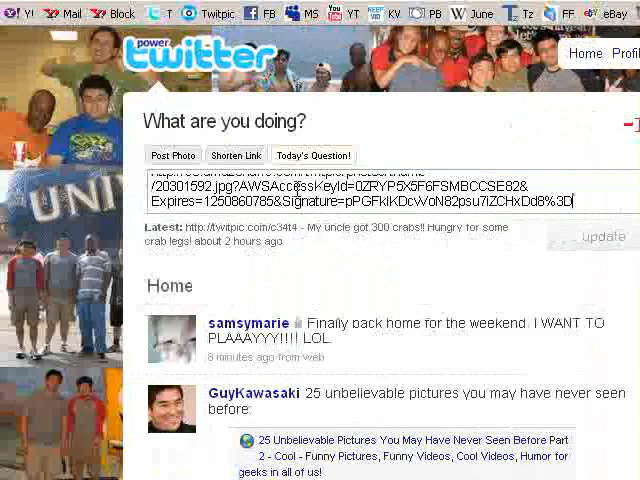 Y! Mail Block T Twitpic FB MS YT KV PB June Tz FF eBay
power
twitter
Home Profil
What are you doing?
Post Photo Shorten Link Today's Question!
/20301592.jpg?AWSAccessKeyId=0ZRYP5X5F6FSMBCCSE82&
Expires=1250860785&Signature=pPGFklKDcVVoN82psu7iZCHxDd8%3D
Latest: http://twitpic.com/c34t4 - My uncle got 300 crabs!! Hungry for some
crab legs! about 2 hours ago
update
Home
samsymarie Finally back home for the weekend. I WANT TO
PLAAAYYY!!!! LOL.
8 minutes ago from web
GuyKawasaki 25 unbelievable pictures you may have never seen
before:
25 Unbelievable Pictures You May Have Never Seen Before Part
2 - Cool - Funny Pictures, Funny Videos, Cool Videos, Humor for
geeks in all of us!
UNI